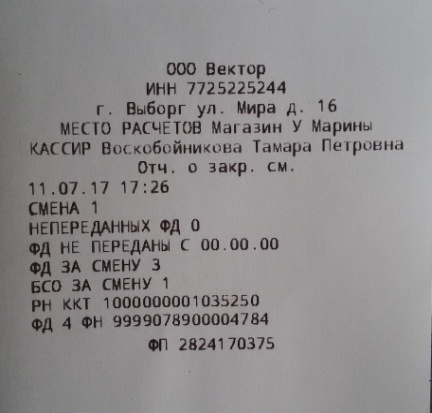 ООО Вектор
ИНН 7725225244
г. Выборг ул. Мира д. 16
МЕСТО РАСЧЕТОВ Магазин У Марины
КАССИР Воскобойникова Тамара Петровна
Отч. о закр. см.
11.07.17 17:26
СМЕНА 1
НЕПЕРЕДАННЫХ ФД 0
ФД НЕ ПЕРЕДАНЫ С 00.00.00
ФД ЗА СМЕНУ 3
БСО ЗА СМЕНУ 1
РН ККТ 1000000001035250
ФД 4 ФН 9999078900004784
ФП 2824170375